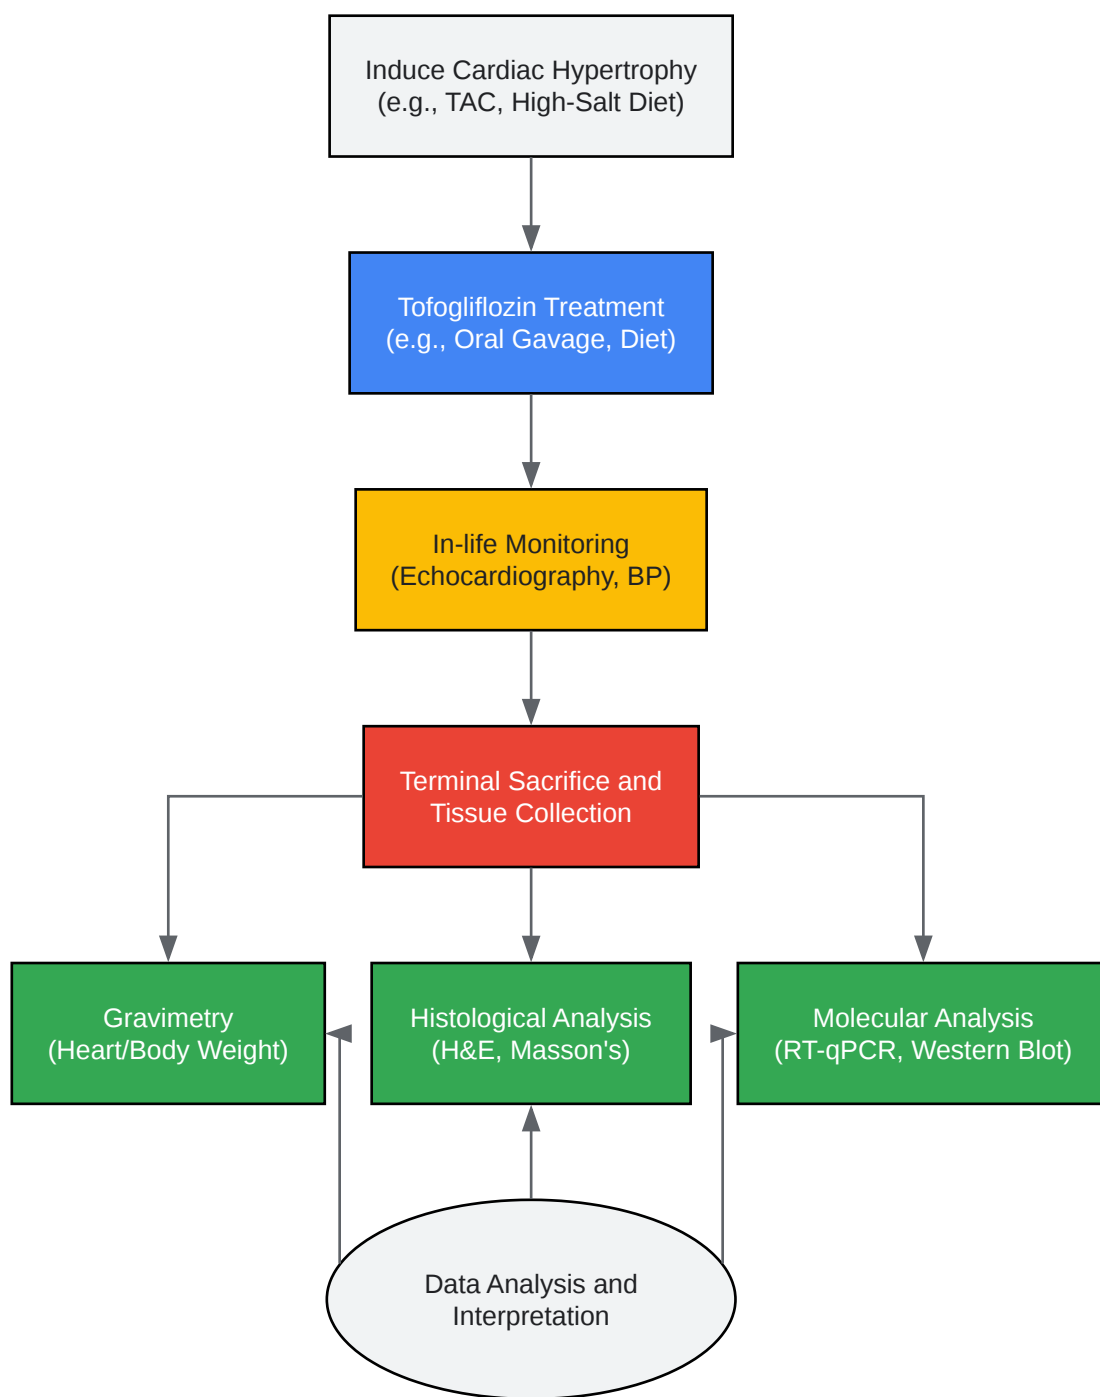 Induce Cardiac Hypertrophy
(e.g., TAC, High-Salt Diet)
Tofogliflozin Treatment
(e.g., Oral Gavage, Diet)
In-life Monitoring
(Echocardiography, BP)
Terminal Sacrifice and
Tissue Collection
Gravimetry
(Heart/Body Weight)
Histological Analysis
(H&E, Masson's)
Molecular Analysis
(RT-qPCR, Western Blot)
Data Analysis and
Interpretation